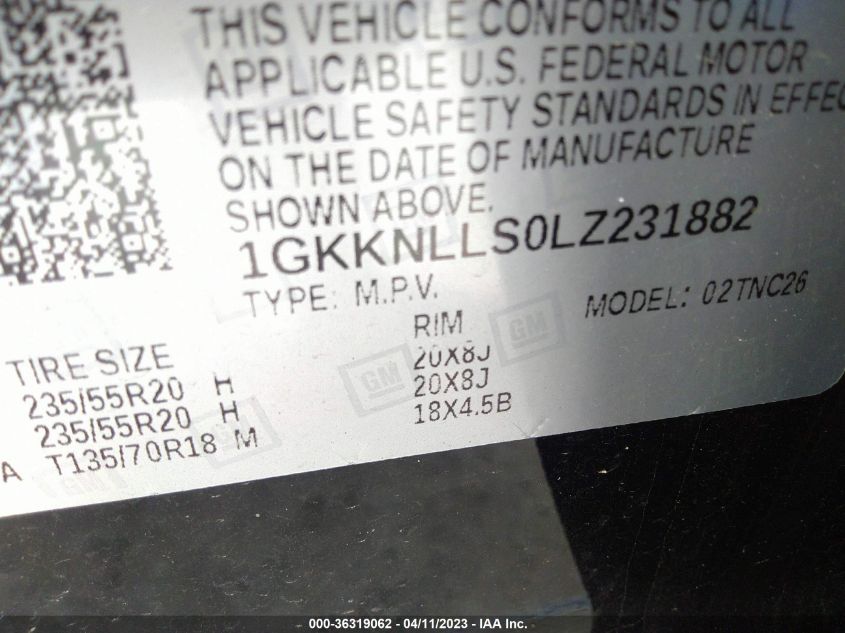 THIS VEHICLE CONFORMS TO ALL
APPLICABLE U.S. FEDERAL MOTOR
VEHICLE SAFETY STANDARDS IN EFFEC
ON THE DATE OF MANUFACTURE
SHOWN ABOVE.
1GKKNLLS0LZ231882
TYPE: M.P.V. MODEL: 02TNC26
TIRE SIZE RIM
235/55R20 H 20X8J
235/55R20 H 20X8J
A T135/70R18 M 18X4.5B
GM
GM
000-36319062 - 04/11/2023 - IAA Inc.